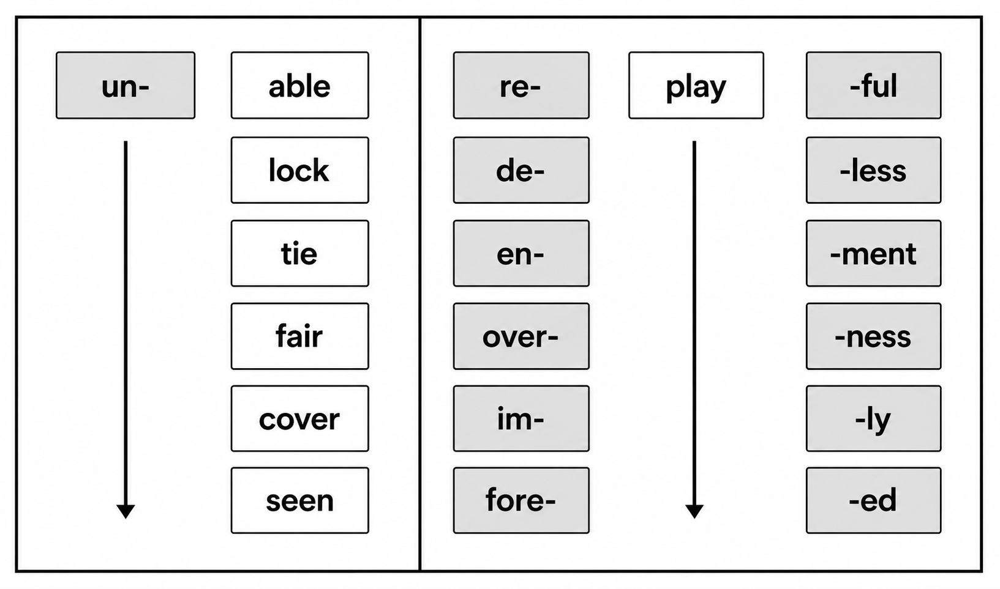 un- able re- play -ful
lock de- -less
tie en- -ment
fair over- -ness
cover im- -ly
seen fore- -ed